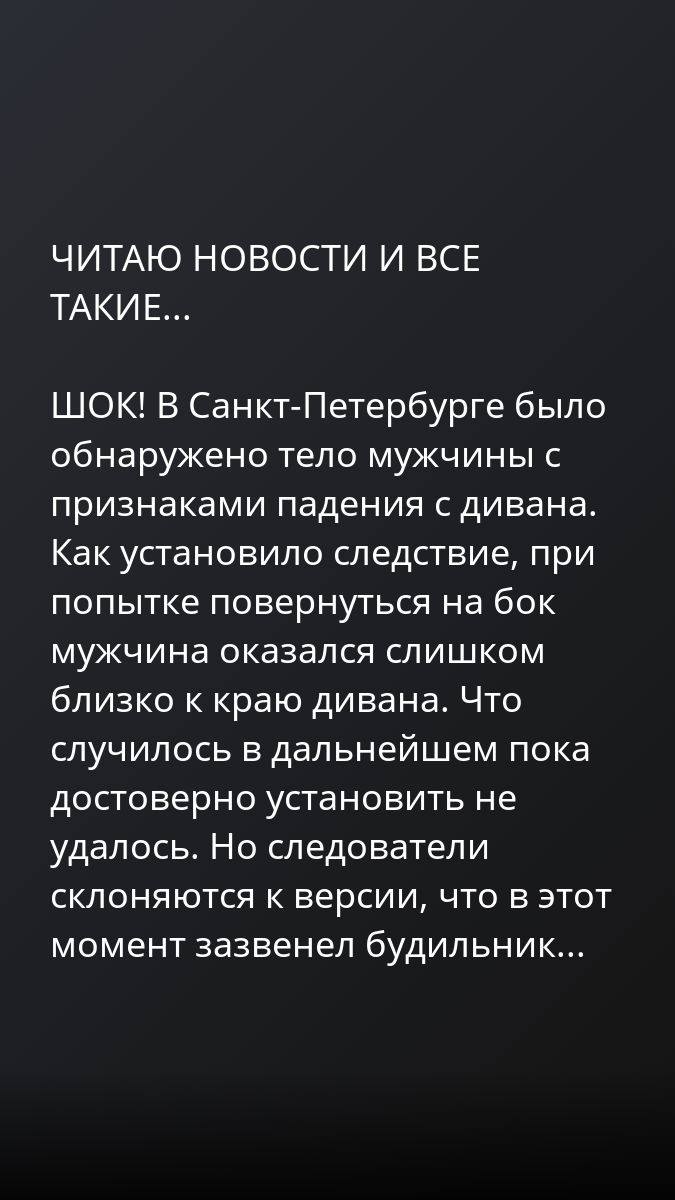 ЧИТАЮ НОВОСТИ И ВСЕ
ТАКИЕ...
ШОК! В Санкт-Петербурге было
обнаружено тело мужчины с
признаками падения с дивана.
Как установило следствие, при
попытке повернуться на бок
мужчина оказался слишком
близко к краю дивана. Что
случилось в дальнейшем пока
достоверно установить не
удалось. Но следователи
склоняются к версии, что в этот
момент зазвенел будильник...